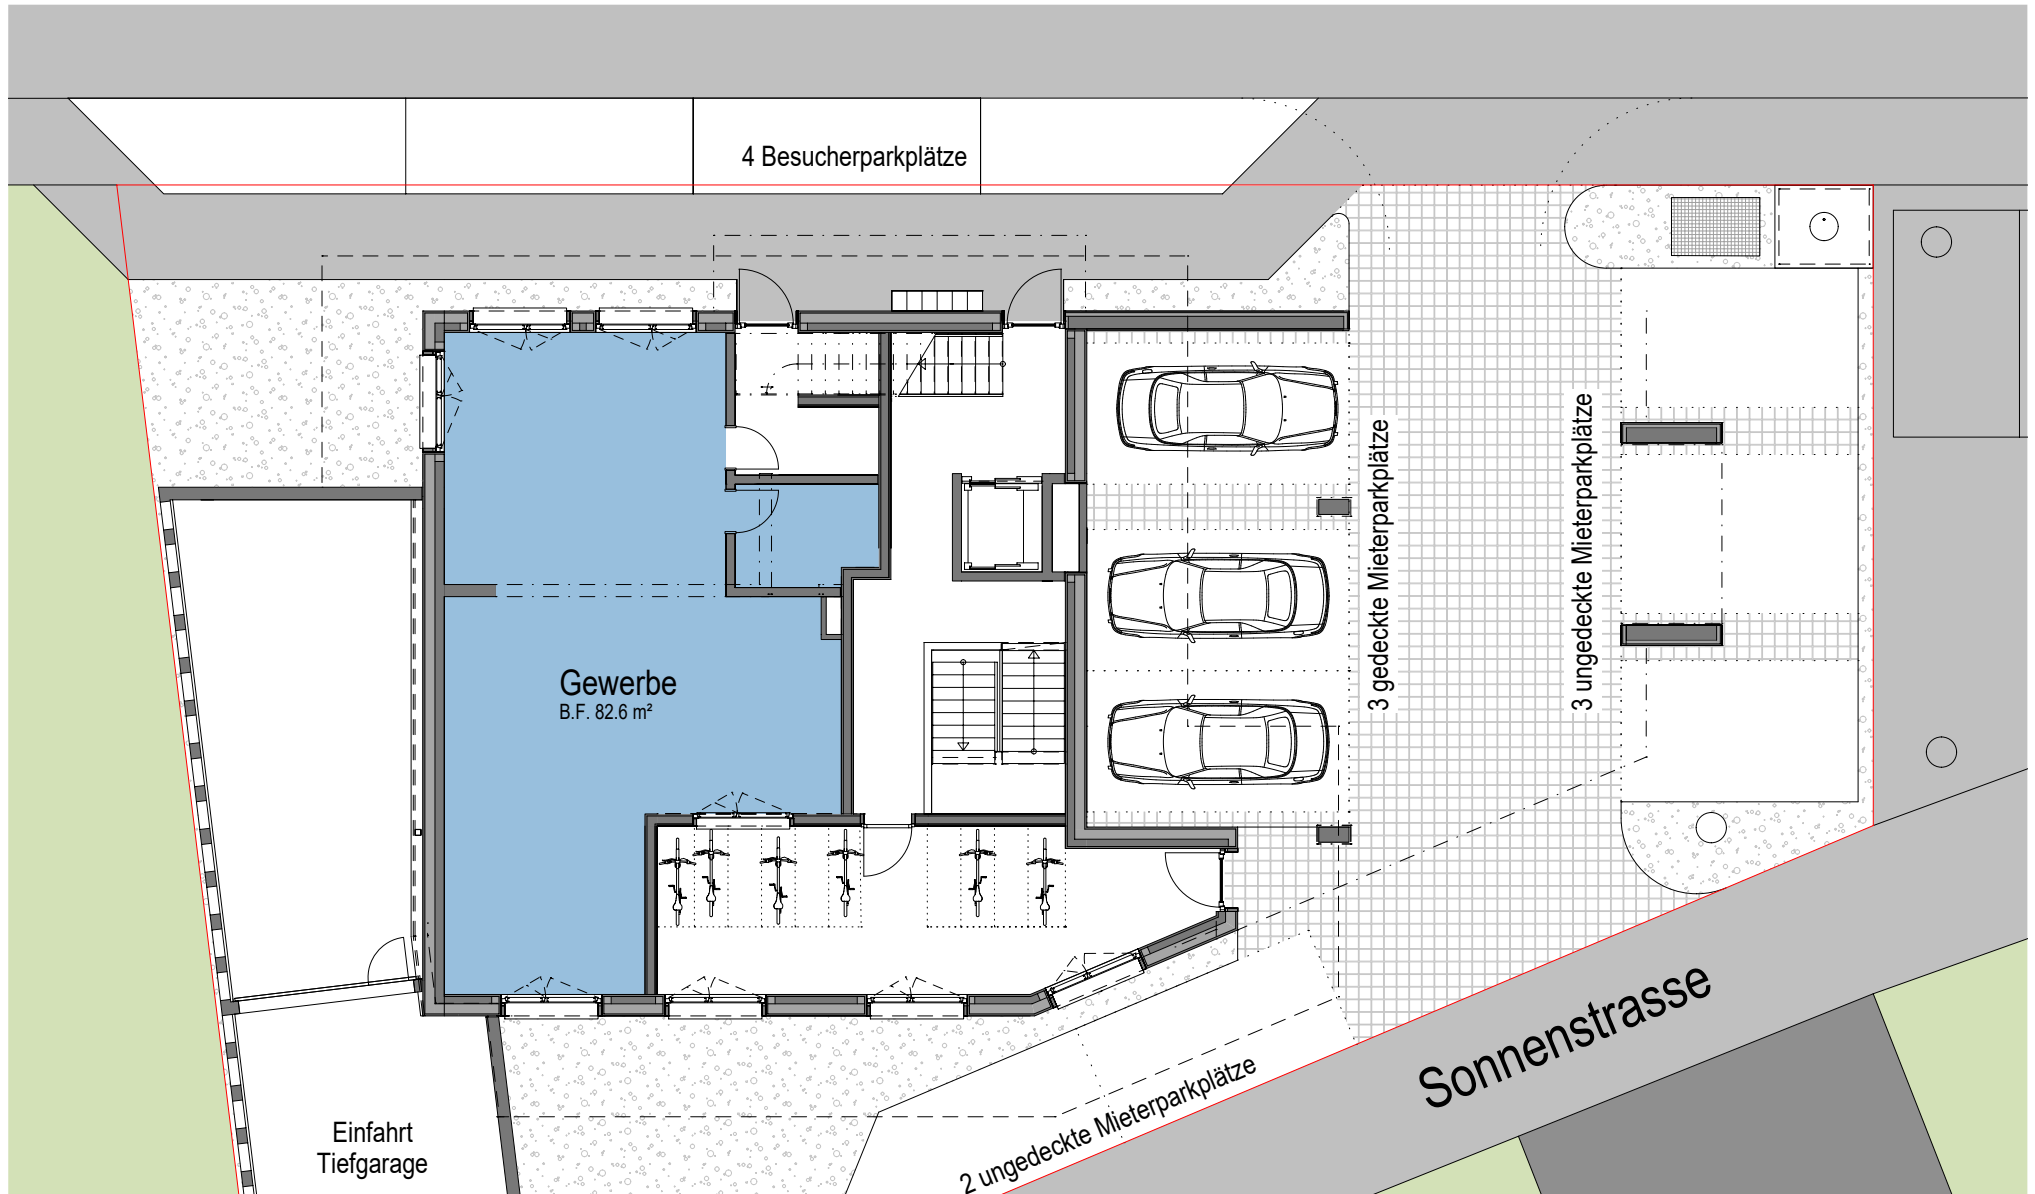 4 Besucherparkplätze
3 gedeckte Mieterparkplätze
3 ungedeckte Mieterparkplätze
Gewerbe
B.F. 82.6 m²
Sonnenstrasse
2 ungedeckte Mieterparkplätze
Einfahrt
Tiefgarage